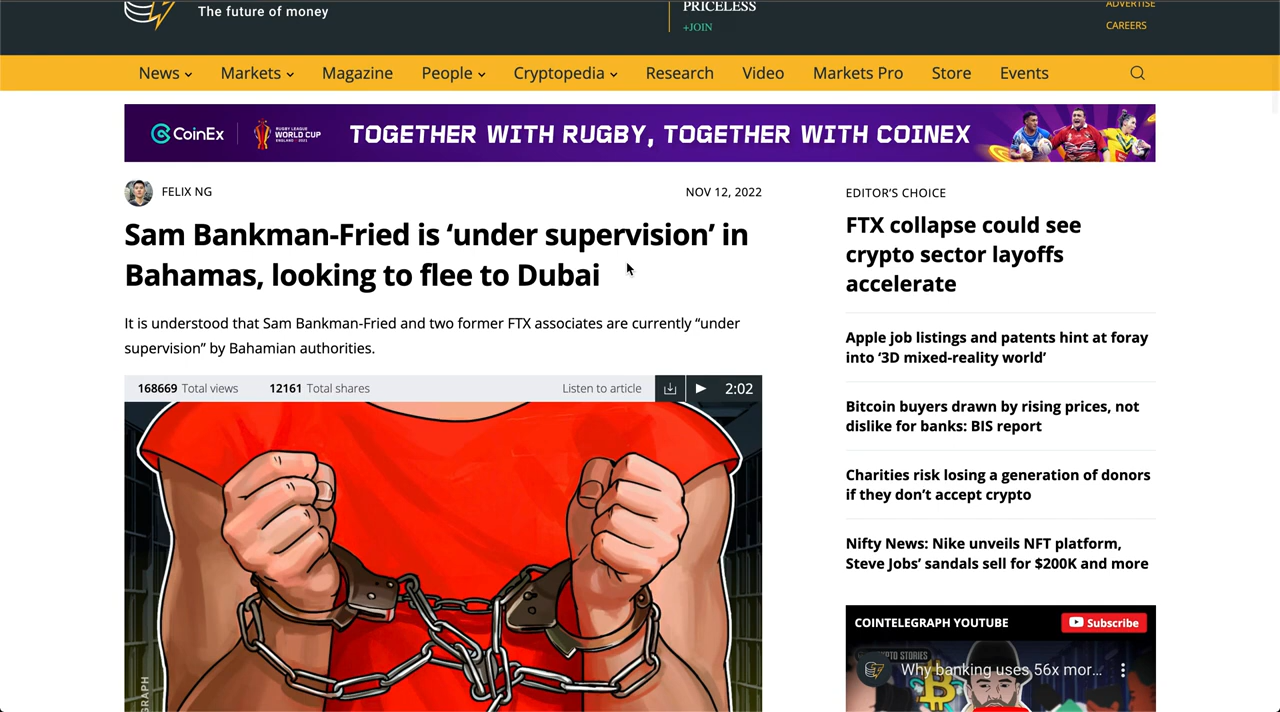 The future of money
PRICELESS
+JOIN
ADVERTISE
CAREERS
News
Markets
Magazine
People
Cryptopedia
Research
Video
Markets Pro
Store
Events
CoinEx
RUGBY LEAGUE
WORLD CUP
ENGLAND 2021
TOGETHER WITH RUGBY, TOGETHER WITH COINEX
FELIX NG
NOV 12, 2022
Sam Bankman-Fried is ‘under supervision’ in
Bahamas, looking to flee to Dubai
It is understood that Sam Bankman-Fried and two former FTX associates are currently “under
supervision” by Bahamian authorities.
168669 Total views
12161 Total shares
Listen to article
2:02
GRAPH
EDITOR’S CHOICE
FTX collapse could see
crypto sector layoffs
accelerate
Apple job listings and patents hint at foray
into ‘3D mixed-reality world’
Bitcoin buyers drawn by rising prices, not
dislike for banks: BIS report
Charities risk losing a generation of donors
if they don’t accept crypto
Nifty News: Nike unveils NFT platform,
Steve Jobs’ sandals sell for $200K and more
COINTELEGRAPH YOUTUBE
Subscribe
Why banking uses 56x mor...